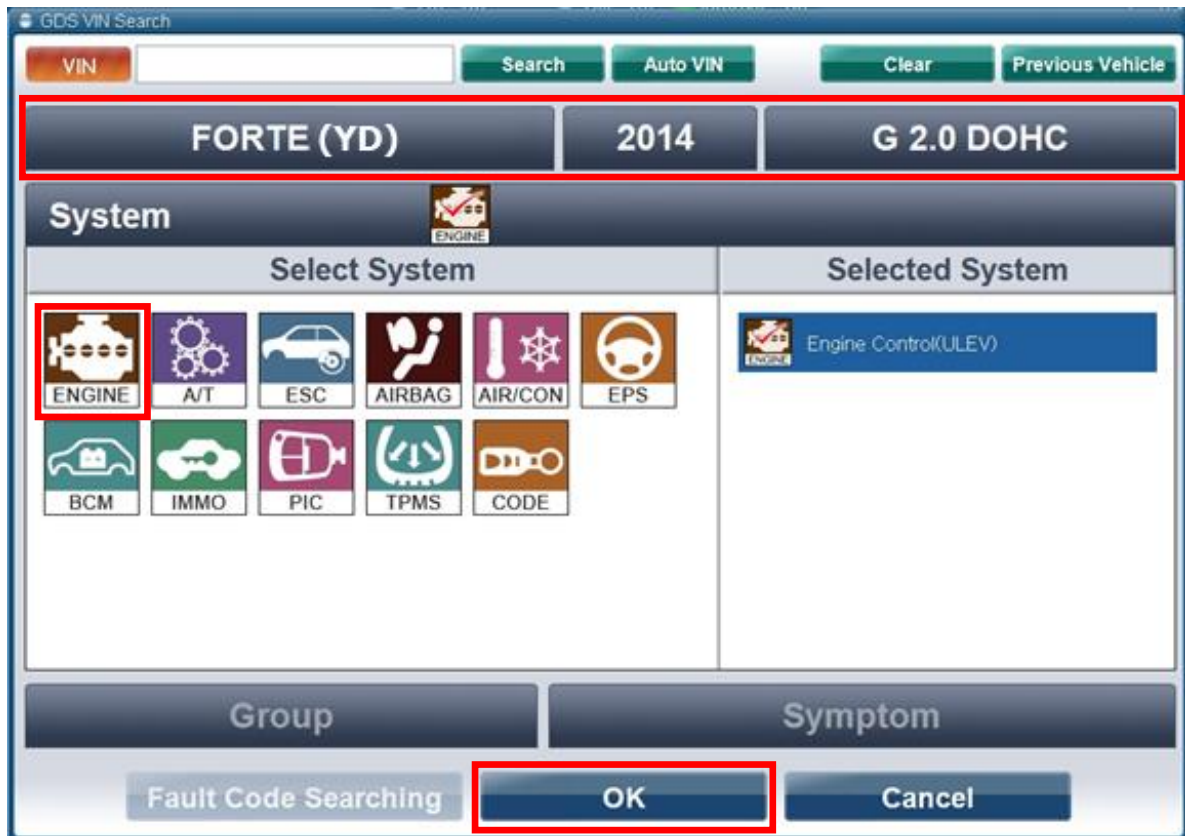 GDS VIN Search
VIN Search Auto VIN Clear Previous Vehicle
FORTE (YD) 2014 G 2.0 DOHC
System ENGINE
Select System Selected System
ENGINE A/T ESC AIRBAG AIR/CON EPS
ENGINE Engine Control(ULEV)
BCM IMMO PIC TPMS CODE
Group Symptom
Fault Code Searching OK Cancel